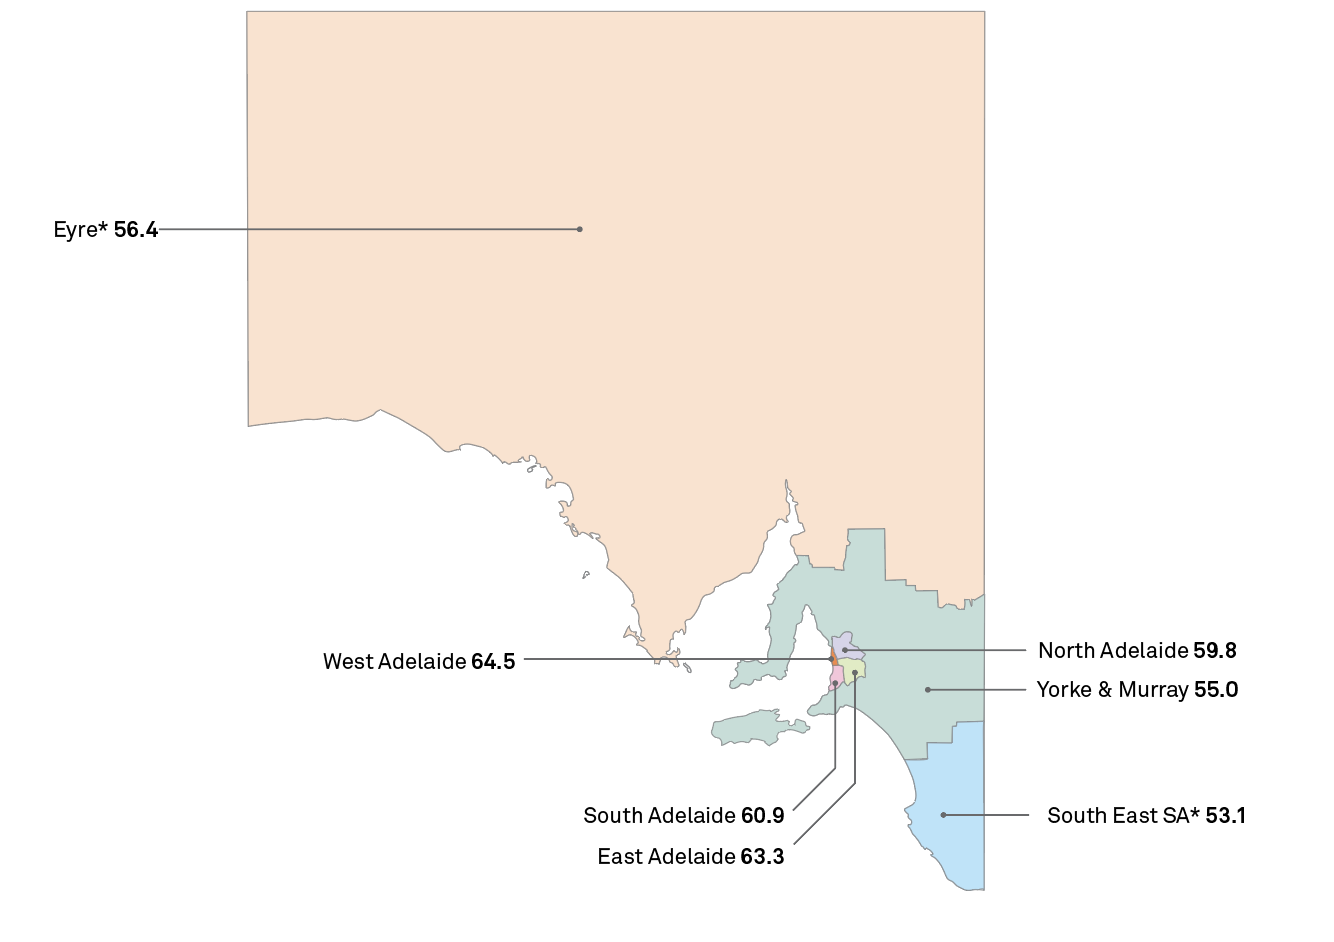 Eyre* 56.4
North Adelaide 59.8
West Adelaide 64.5
Yorke & Murray 55.0
South Adelaide 60.9
South East SA* 53.1
East Adelaide 63.3